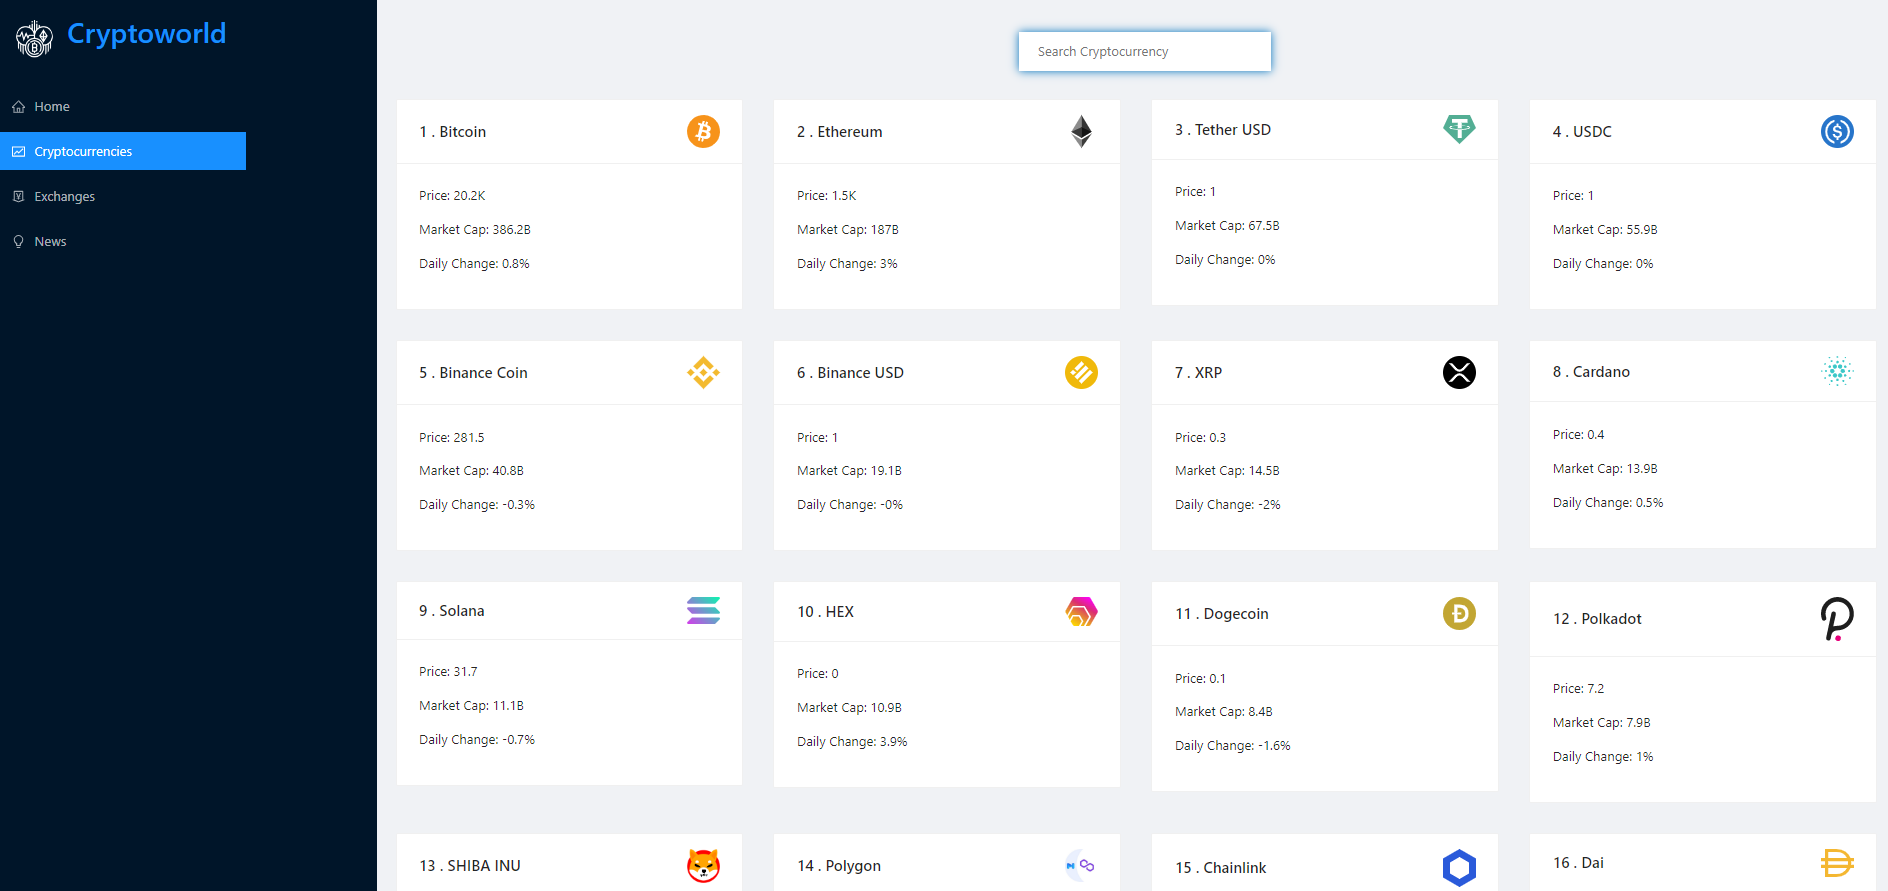 Cryptoworld
Home
Cryptocurrencies
Exchanges
News
Search Cryptocurrency
1 . Bitcoin
Price: 20.2K
Market Cap: 386.2B
Daily Change: 0.8%
2 . Ethereum
Price: 1.5K
Market Cap: 187B
Daily Change: 3%
3 . Tether USD
Price: 1
Market Cap: 67.5B
Daily Change: 0%
4 . USDC
Price: 1
Market Cap: 55.9B
Daily Change: 0%
5 . Binance Coin
Price: 281.5
Market Cap: 40.8B
Daily Change: -0.3%
6 . Binance USD
Price: 1
Market Cap: 19.1B
Daily Change: -0%
7 . XRP
Price: 0.3
Market Cap: 14.5B
Daily Change: -2%
8 . Cardano
Price: 0.4
Market Cap: 13.9B
Daily Change: 0.5%
9 . Solana
Price: 31.7
Market Cap: 11.1B
Daily Change: -0.7%
10 . HEX
Price: 0
Market Cap: 10.9B
Daily Change: 3.9%
11 . Dogecoin
Price: 0.1
Market Cap: 8.4B
Daily Change: -1.6%
12 . Polkadot
Price: 7.2
Market Cap: 7.9B
Daily Change: 1%
13 . SHIBA INU
14 . Polygon
15 . Chainlink
16 . Dai